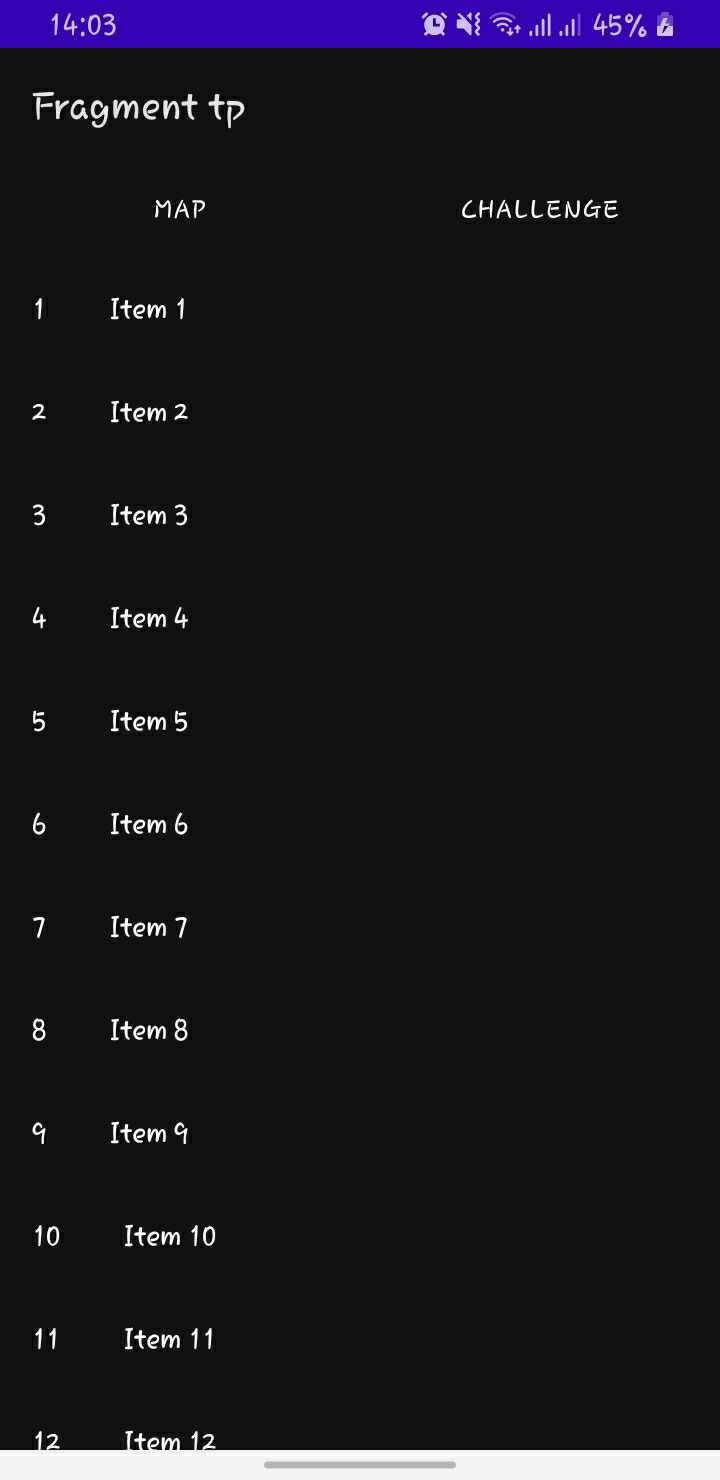 14:03 45%
Fragment tp
MAP CHALLENGE
1 Item 1
2 Item 2
3 Item 3
4 Item 4
5 Item 5
6 Item 6
7 Item 7
8 Item 8
9 Item 9
10 Item 10
11 Item 11
12 Item 12